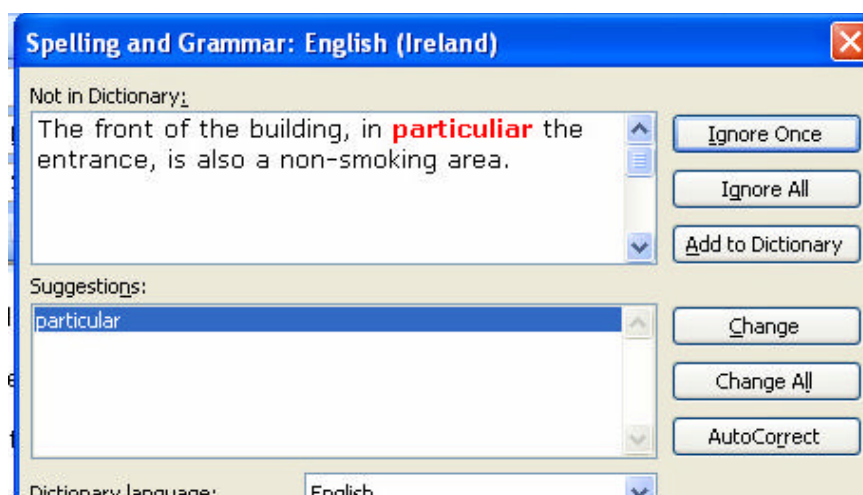 Spelling and Grammar: English (Ireland)
Not in Dictionary:
The front of the building, in particuliar the
entrance, is also a non-smoking area.
Ignore Once
Ignore All
Add to Dictionary
Suggestions:
particular
Change
Change All
AutoCorrect
Dictionary language: English